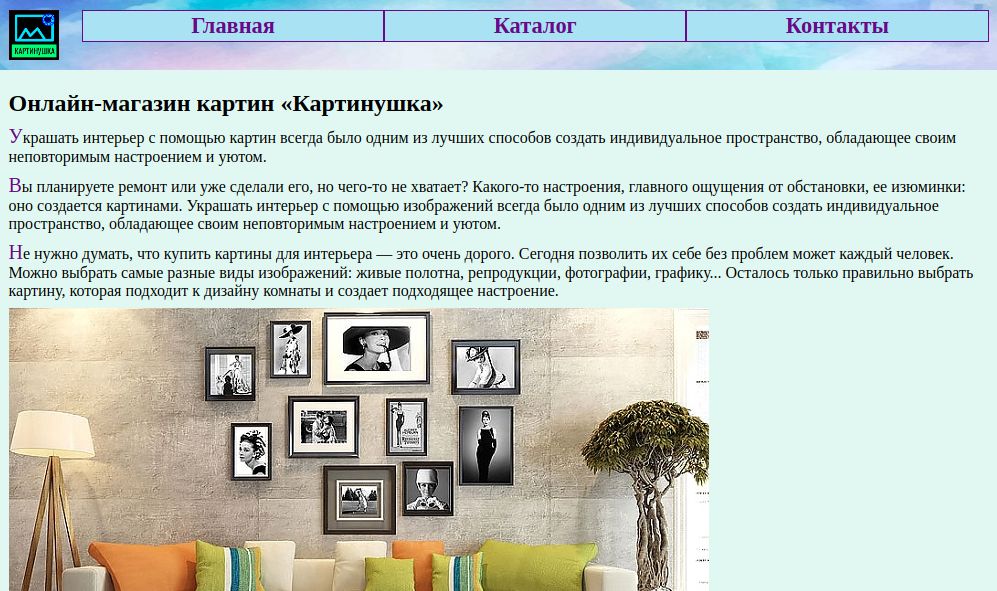 КАРТИНУШКА
Главная
Каталог
Контакты
Онлайн-магазин картин «Картинушка»
Украшать интерьер с помощью картин всегда было одним из лучших способов создать индивидуальное пространство, обладающее своим
неповторимым настроением и уютом.
Вы планируете ремонт или уже сделали его, но чего-то не хватает? Какого-то настроения, главного ощущения от обстановки, ее изюминки:
оно создается картинами. Украшать интерьер с помощью изображений всегда было одним из лучших способов создать индивидуальное
пространство, обладающее своим неповторимым настроением и уютом.
Не нужно думать, что купить картины для интерьера — это очень дорого. Сегодня позволить их себе без проблем может каждый человек.
Можно выбрать самые разные виды изображений: живые полотна, репродукции, фотографии, графику... Осталось только правильно выбрать
картину, которая подходит к дизайну комнаты и создает подходящее настроение.